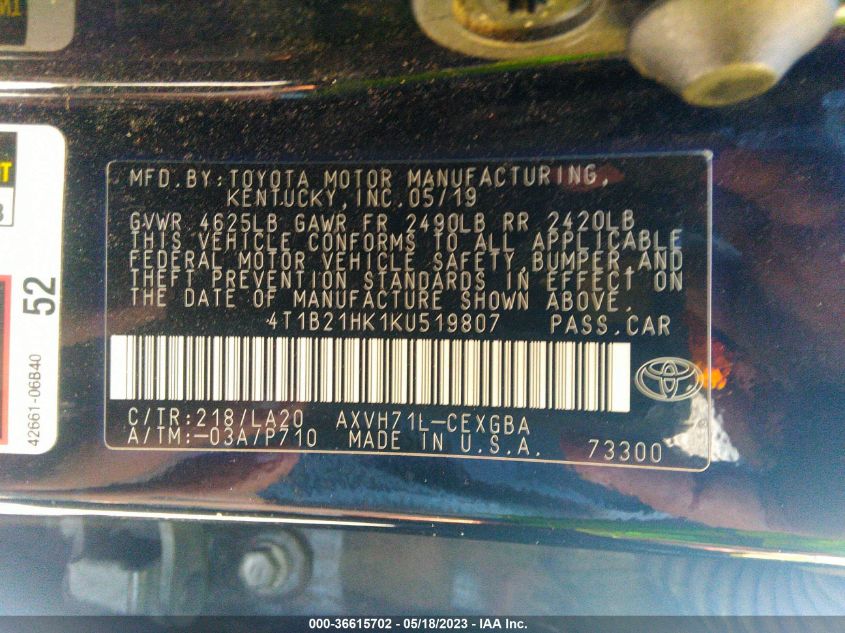 MFD.BY:TOYOTA MOTOR MANUFACTURING,
KENTUCKY, INC.05/19
GVWR 4625LB GAWR FR 2490LB RR 2420LB
THIS VEHICLE CONFORMS TO ALL APPLICABLE
FEDERAL MOTOR VEHICLE SAFETY,BUMPER,AND
THEFT PREVENTION STANDARDS IN EFFECT ON
THE DATE OF MANUFACTURE SHOWN ABOVE.
4T1B21HK1KU519807 PASS.CAR
C/TR:218/LA20 AXVH71L-CEXGBA
A/TM:-03A/P710 MADE IN U.S.A. 73300
52
42661-06B40
000-36615702 - 05/18/2023 - IAA Inc.